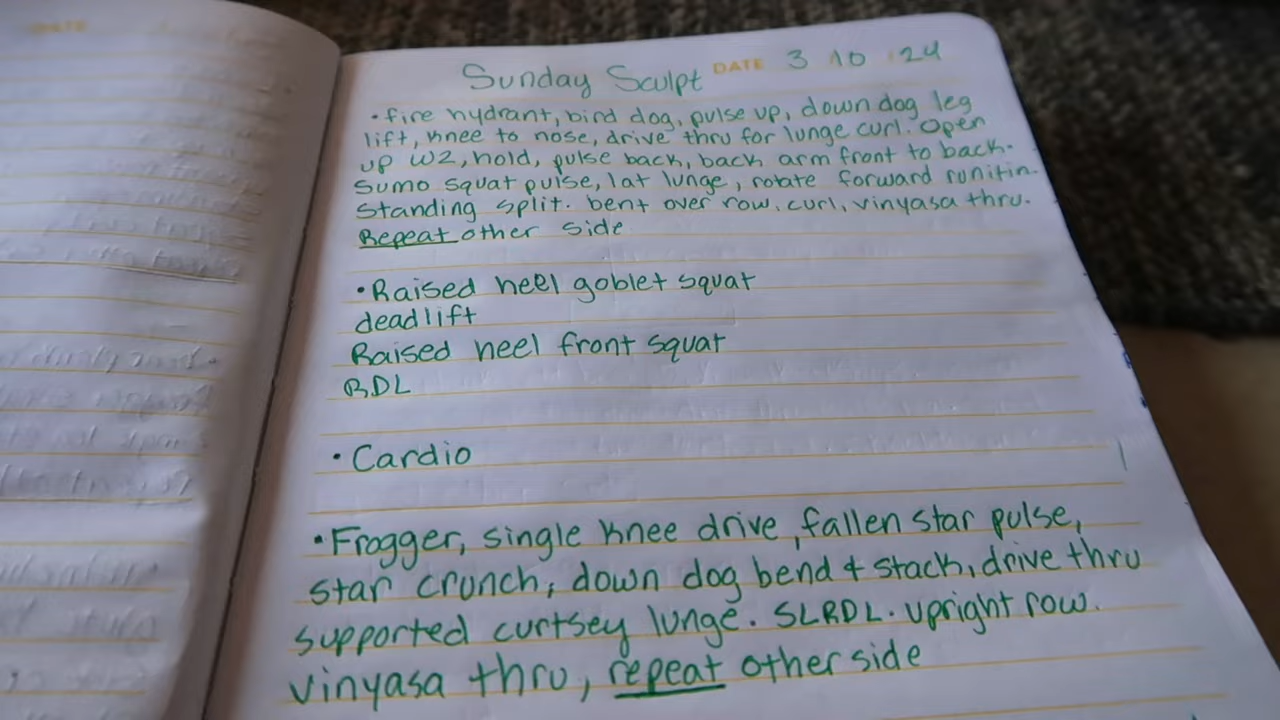 Sunday Sculpt DATE 3 10 24
• fire hydrant, bird dog, pulse up, down dog leg
lift, knee to nose, drive thru for lunge curl. Open
up W2, hold, pulse back, back arm front to back.
Sumo squat pulse, lat lunge, rotate forward runitin.
Standing split. bent over row, curl, vinyasa thru.
Repeat other side
• Raised heel goblet squat
deadlift
Raised heel front squat
RDL
• Cardio
• Frogger, single knee drive, fallen star pulse,
star crunch, down dog bend + stack, drive thru
supported curtsey lunge. SLRDL. upright row.
vinyasa thru, repeat other side